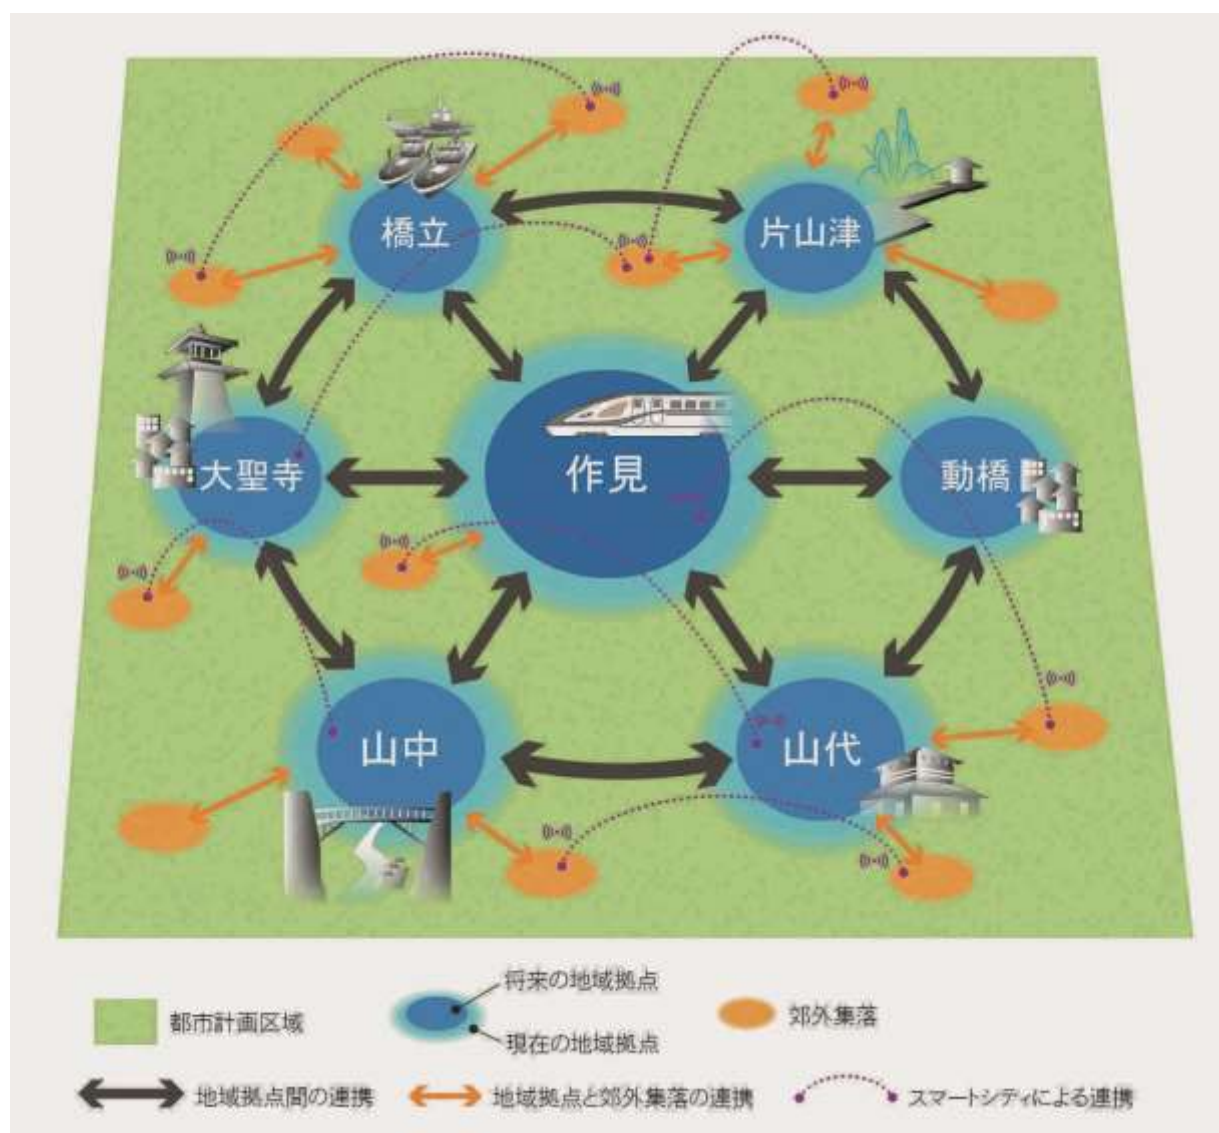 橋立
片山津
大聖寺
作見
動橋
山中
山代
将来の地域拠点
都市計画区域
現在の地域拠点
郊外集落
地域拠点間の連携
地域拠点と郊外集落の連携
スマートシティによる連携